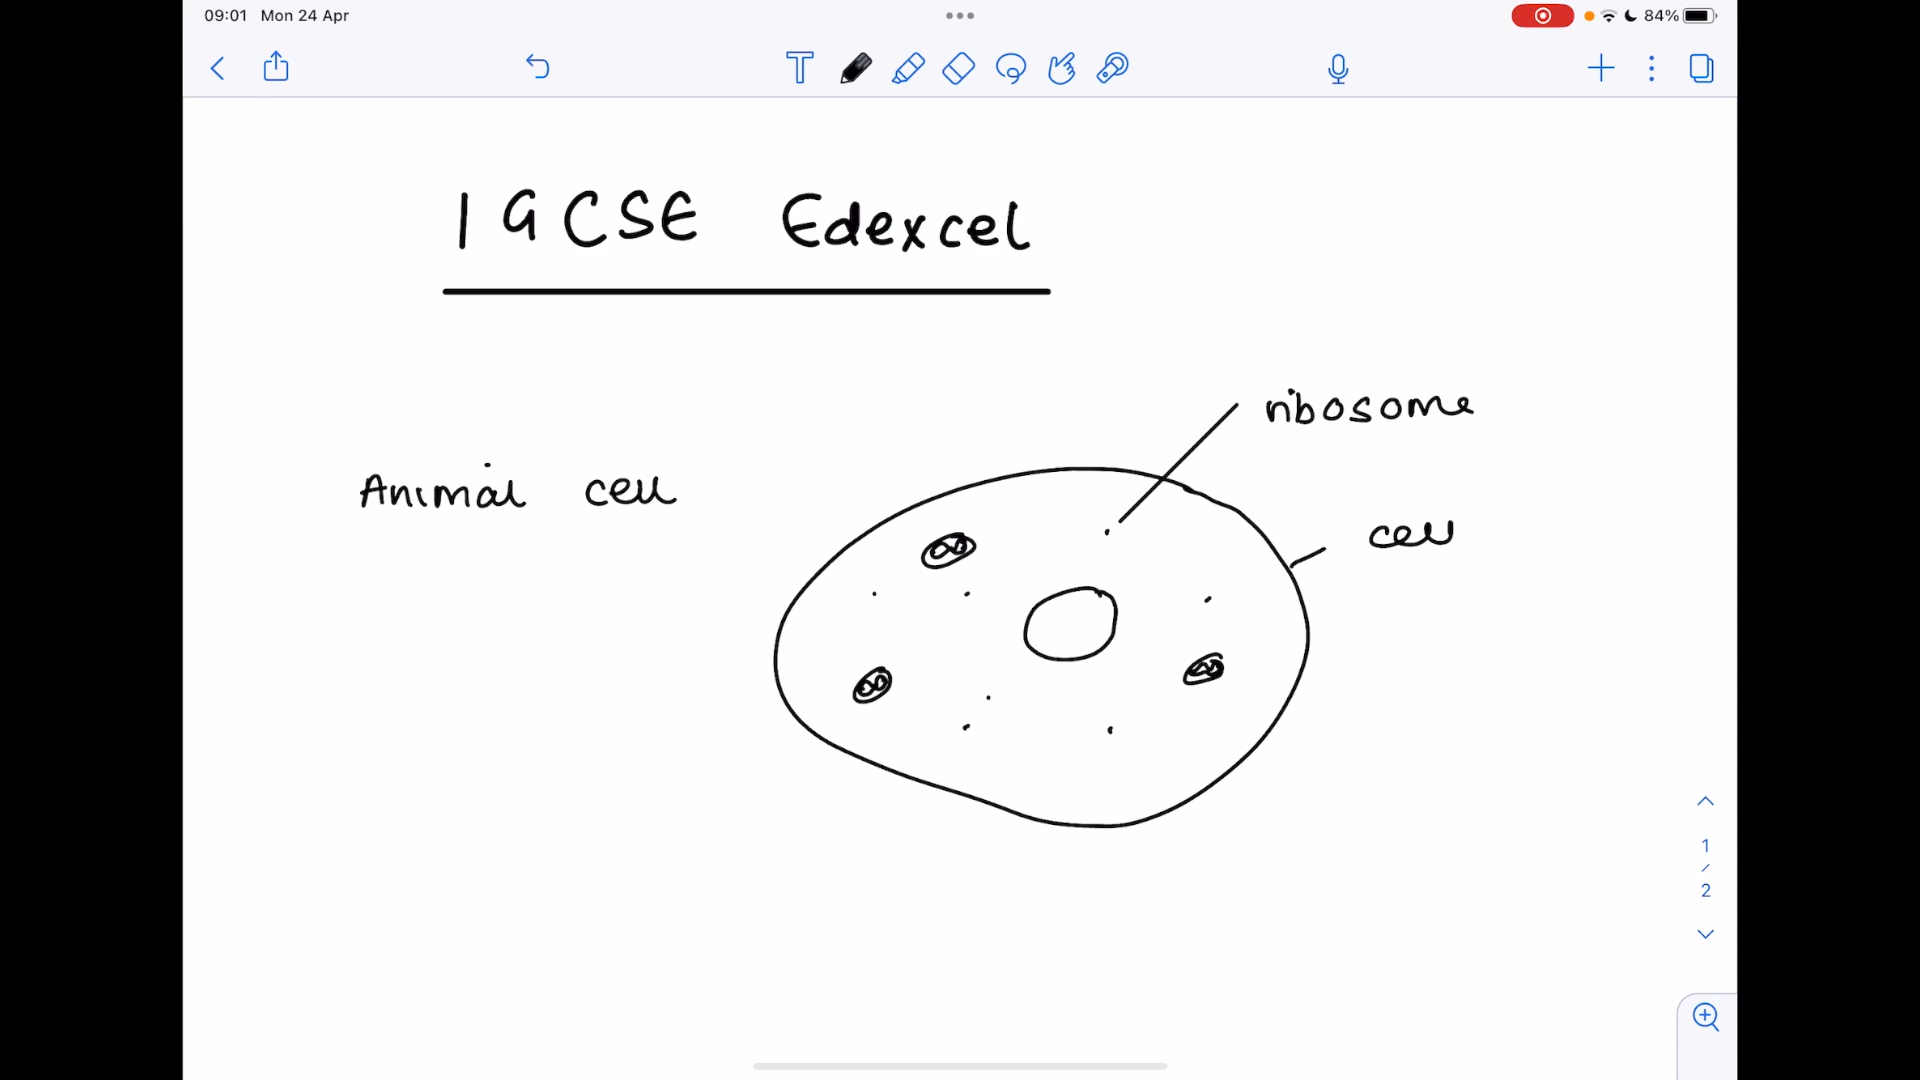 09:01 Mon 24 Apr
84%
T
IGCSE Edexcel
ribosome
Animal cell
cell
1
/
2